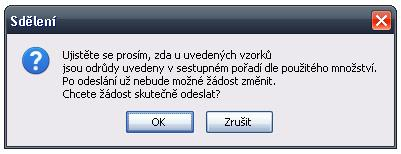 Sdělení
Ujistěte se prosím, zda u uvedených vzorků
jsou odrůdy uvedeny v sestupném pořadí dle použitého množství.
Po odeslání už nebude možné žádost změnit.
Chcete žádost skutečně odeslat?
OK
Zrušit